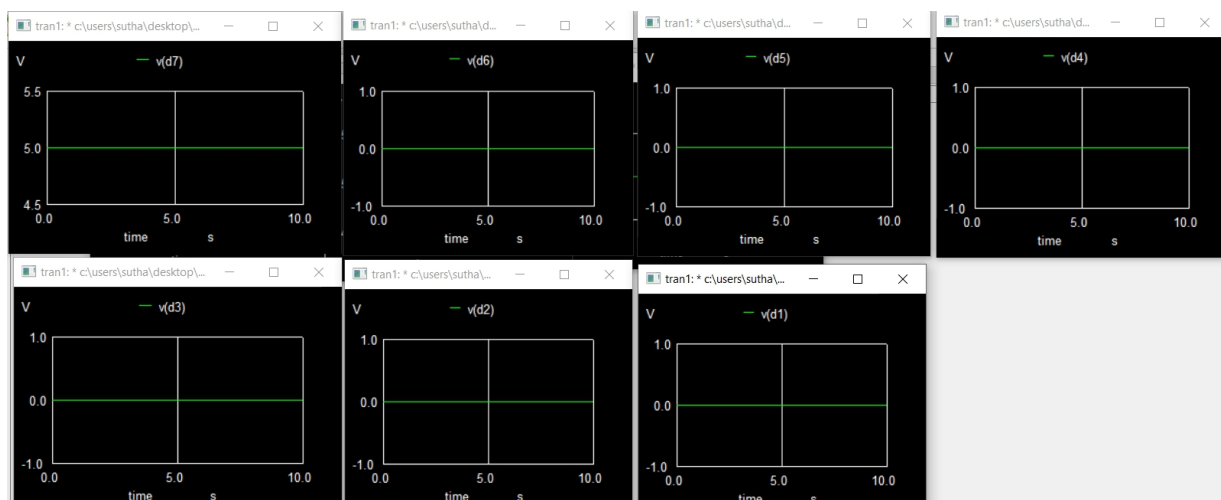 tran1: * c:\users\sutha\desktop\...
V
v(d7)
5.5
5.0
4.5
0.0 5.0 10.0
time s
tran1: * c:\users\sutha\d...
V
v(d6)
1.0
0.0
-1.0
0.0 5.0 10.0
time s
tran1: * c:\users\sutha\d...
V
v(d5)
1.0
0.0
-1.0
0.0 5.0 10.0
time s
tran1: * c:\users\sutha\d...
V
v(d4)
1.0
0.0
-1.0
0.0 5.0 10.0
time s
tran1: * c:\users\sutha\desktop\...
V
v(d3)
1.0
0.0
-1.0
0.0 5.0 10.0
time s
tran1: * c:\users\sutha\...
V
v(d2)
1.0
0.0
-1.0
0.0 5.0 10.0
time s
tran1: * c:\users\sutha\...
V
v(d1)
1.0
0.0
-1.0
0.0 5.0 10.0
time s